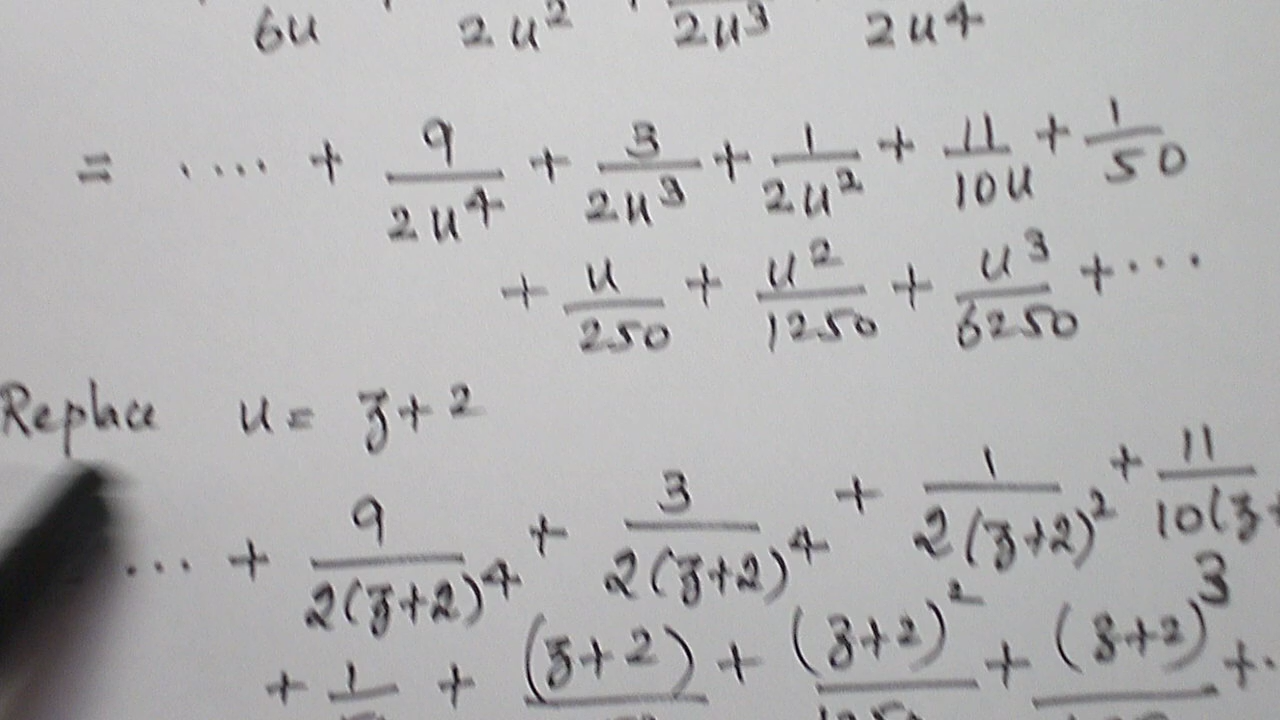 6u 2u² 2u³ 2u⁴
= .... + 9/2u⁴ + 3/2u³ + 1/2u² + 11/10u + 1/50
+ u/250 + u²/1250 + u³/6250 + ...
Replace u = z+2
... + 9/2(z+2)⁴ + 3/2(z+2)⁴ + 1/2(z+2)² + 11/10(z+
+ 1 + (z+2) + (z+2)² + (z+2)³ + ..